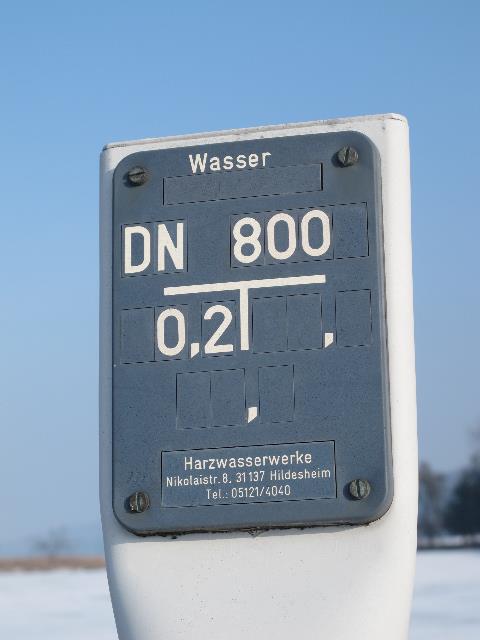 Wasser
DN 800
0,2 ,
,
Harzwasserwerke
Nikolaistr. 8, 31137 Hildesheim
Tel.: 05121/4040